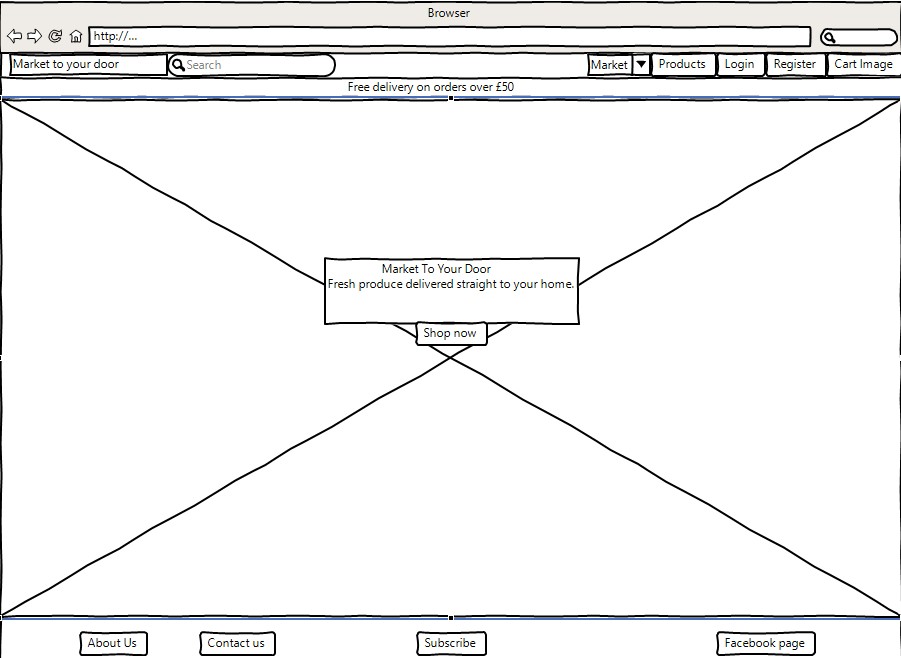 Browser
http://...
Market to your door Search Market Products Login Register Cart Image
Free delivery on orders over £50
Market To Your Door
Fresh produce delivered straight to your home.
Shop now
About Us Contact us Subscribe Facebook page